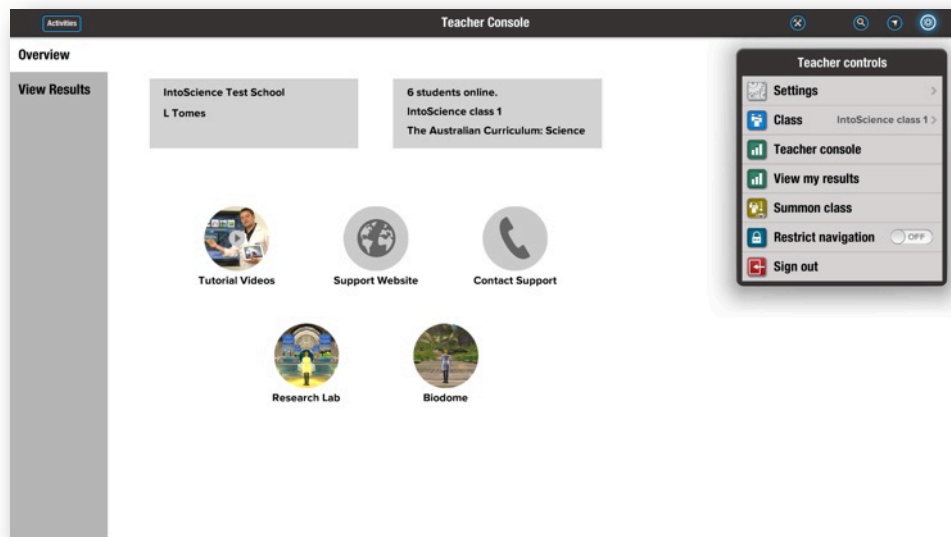 Activities
Teacher Console
Overview
View Results
IntoScience Test School
L Tomes
6 students online.
IntoScience class 1
The Australian Curriculum: Science
Tutorial Videos
Support Website
Contact Support
Research Lab
Biodome
Teacher controls
Settings
Class IntoScience class 1
Teacher console
View my results
Summon class
Restrict navigation OFF
Sign out